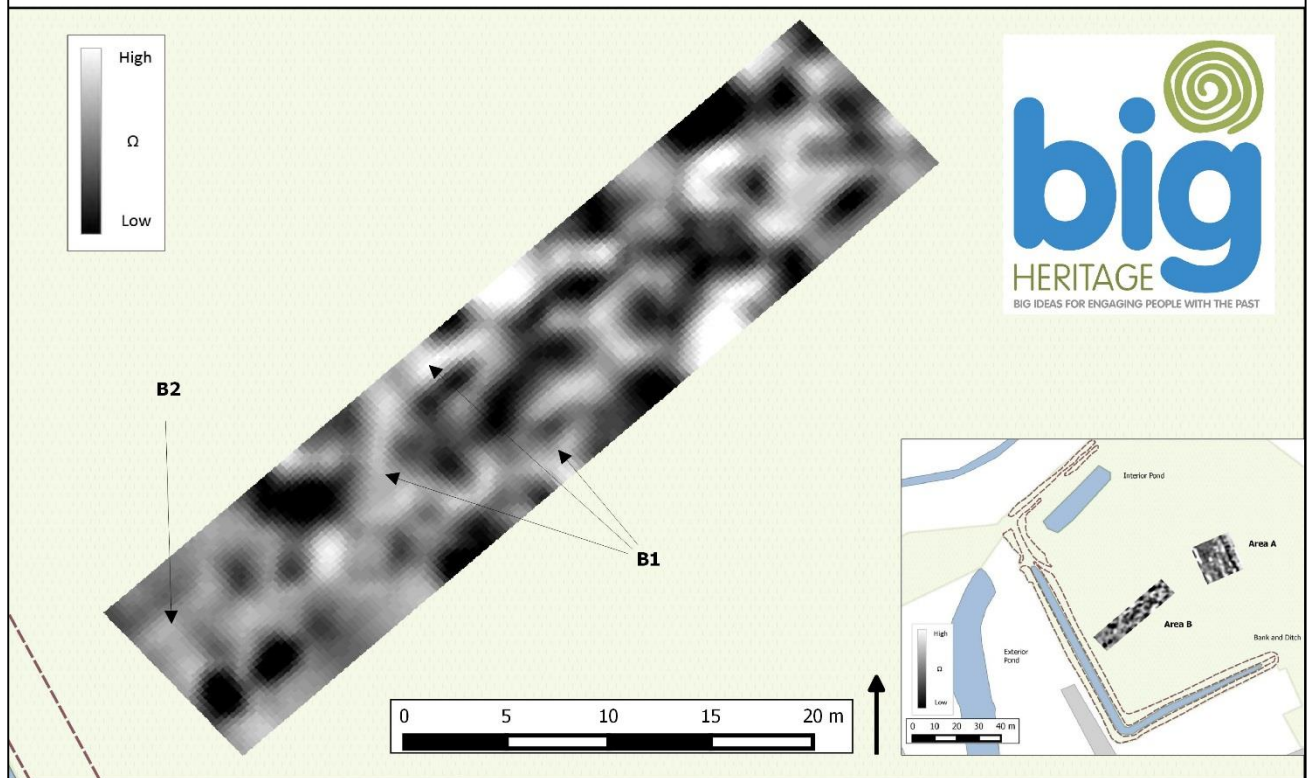 High
Ω
Low
big
HERITAGE
BIG IDEAS FOR ENGAGING PEOPLE WITH THE PAST
B2
B1
0 5 10 15 20 m
Interior Pond
Area A
Area B
Bank and Ditch
Exterior
Pond
High
Ω
Low
0 10 20 30 40 m